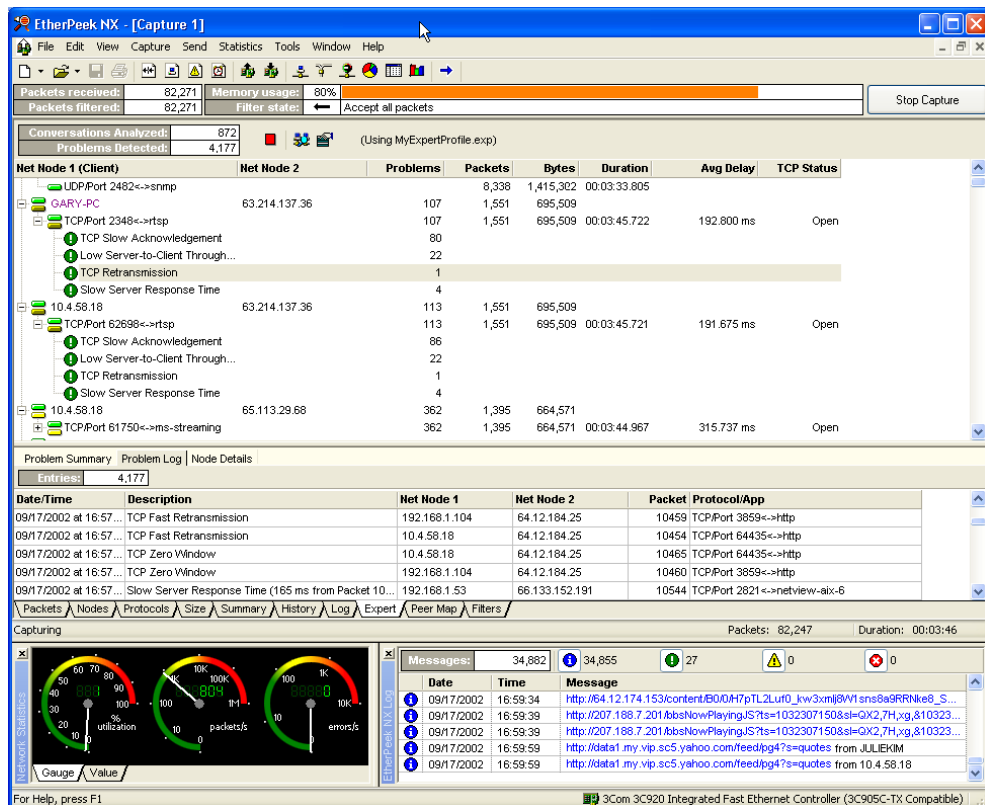 EtherPeek NX - [Capture 1]
File Edit View Capture Send Statistics Tools Window Help
Packets received: 82,271 Memory usage: 80%
Packets filtered: 82,271 Filter state: Accept all packets
Stop Capture
Conversations Analyzed: 872
Problems Detected: 4,177
(Using MyExpertProfile.exp)
Net Node 1 (Client) Net Node 2 Problems Packets Bytes Duration Avg Delay TCP Status
UDP/Port 2482<->snmp 8,338 1,415,302 00:03:33.805
GARY-PC 63.214.137.36 107 1,551 695,509
TCP/Port 2348<->rtsp 107 1,551 695,509 00:03:45.722 192.800 ms Open
TCP Slow Acknowledgement 80
Low Server-to-Client Through... 22
TCP Retransmission 1
Slow Server Response Time 4
10.4.58.18 63.214.137.36 113 1,551 695,509
TCP/Port 62698<->rtsp 113 1,551 695,509 00:03:45.721 191.675 ms Open
TCP Slow Acknowledgement 86
Low Server-to-Client Through... 22
TCP Retransmission 1
Slow Server Response Time 4
10.4.58.18 65.113.29.68 362 1,395 664,571
TCP/Port 61750<->ms-streaming 362 1,395 664,571 00:03:44.967 315.737 ms Open
Problem Summary Problem Log Node Details
Entries: 4,177
Date/Time Description Net Node 1 Net Node 2 Packet Protocol/App
09/17/2002 at 16:57... TCP Fast Retransmission 192.168.1.104 64.12.184.25 10459 TCP/Port 3859<->http
09/17/2002 at 16:57... TCP Fast Retransmission 10.4.58.18 64.12.184.25 10454 TCP/Port 64435<->http
09/17/2002 at 16:57... TCP Zero Window 10.4.58.18 64.12.184.25 10465 TCP/Port 64435<->http
09/17/2002 at 16:57... TCP Zero Window 192.168.1.104 64.12.184.25 10460 TCP/Port 3859<->http
09/17/2002 at 16:57... Slow Server Response Time (165 ms from Packet 10... 192.168.1.53 66.133.152.191 10544 TCP/Port 2821<->netview-aix-6
Packets Nodes Protocols Size Summary History Log Expert Peer Map Filters
Capturing Packets: 82,247 Duration: 00:03:46
Network Statistics
10 20 30 40 50 60 70 80 90 100
% utilization
10 100 1K 10K 100K 1M
804
packets/s
10 100 1K 10K
errors/s
Gauge Value
EtherPeek NX Log
Messages: 34,882 34,855 27 0 0
Date Time Message
09/17/2002 16:59:34 http://64.12.174.153/content/B0/0/H7pTL2Luf0_kw3xmlj8W1sns8a9RRNke8_S...
09/17/2002 16:59:39 http://207.188.7.201/bbsNowPlayingJS?ts=1032307150&sl=QX2,7H,xg,&10323...
09/17/2002 16:59:39 http://207.188.7.201/bbsNowPlayingJS?ts=1032307150&sl=QX2,7H,xg,&10323...
09/17/2002 16:59:59 http://data1.my.vip.sc5.yahoo.com/feed/pg4?s=quotes from JULIEKIM
09/17/2002 16:59:59 http://data1.my.vip.sc5.yahoo.com/feed/pg4?s=quotes from 10.4.58.18
For Help, press F1 3Com 3C920 Integrated Fast Ethernet Controller (3C905C-TX Compatible)